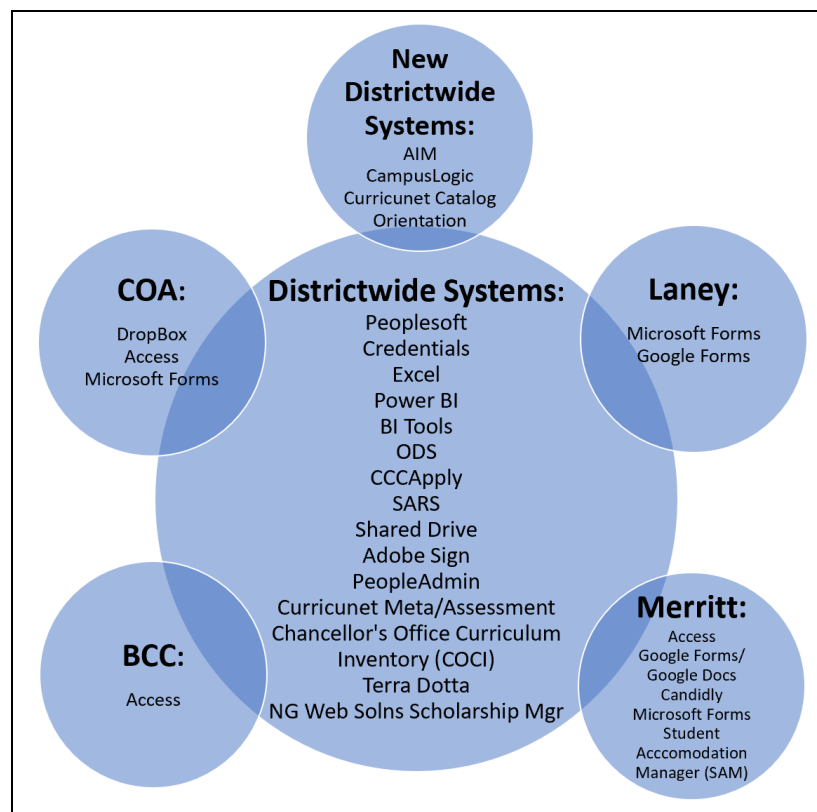 New
Districtwide
Systems:
AIM
CampusLogic
Curricunet Catalog
Orientation
COA:
DropBox
Access
Microsoft Forms
Districtwide Systems:
Peoplesoft
Credentials
Excel
Power BI
BI Tools
ODS
CCCApply
SARS
Shared Drive
Adobe Sign
PeopleAdmin
Curricunet Meta/Assessment
Chancellor's Office Curriculum
Inventory (COCI)
Terra Dotta
NG Web Solns Scholarship Mgr
Laney:
Microsoft Forms
Google Forms
BCC:
Access
Merritt:
Access
Google Forms/
Google Docs
Candidly
Microsoft Forms
Student
Acccomodation
Manager (SAM)